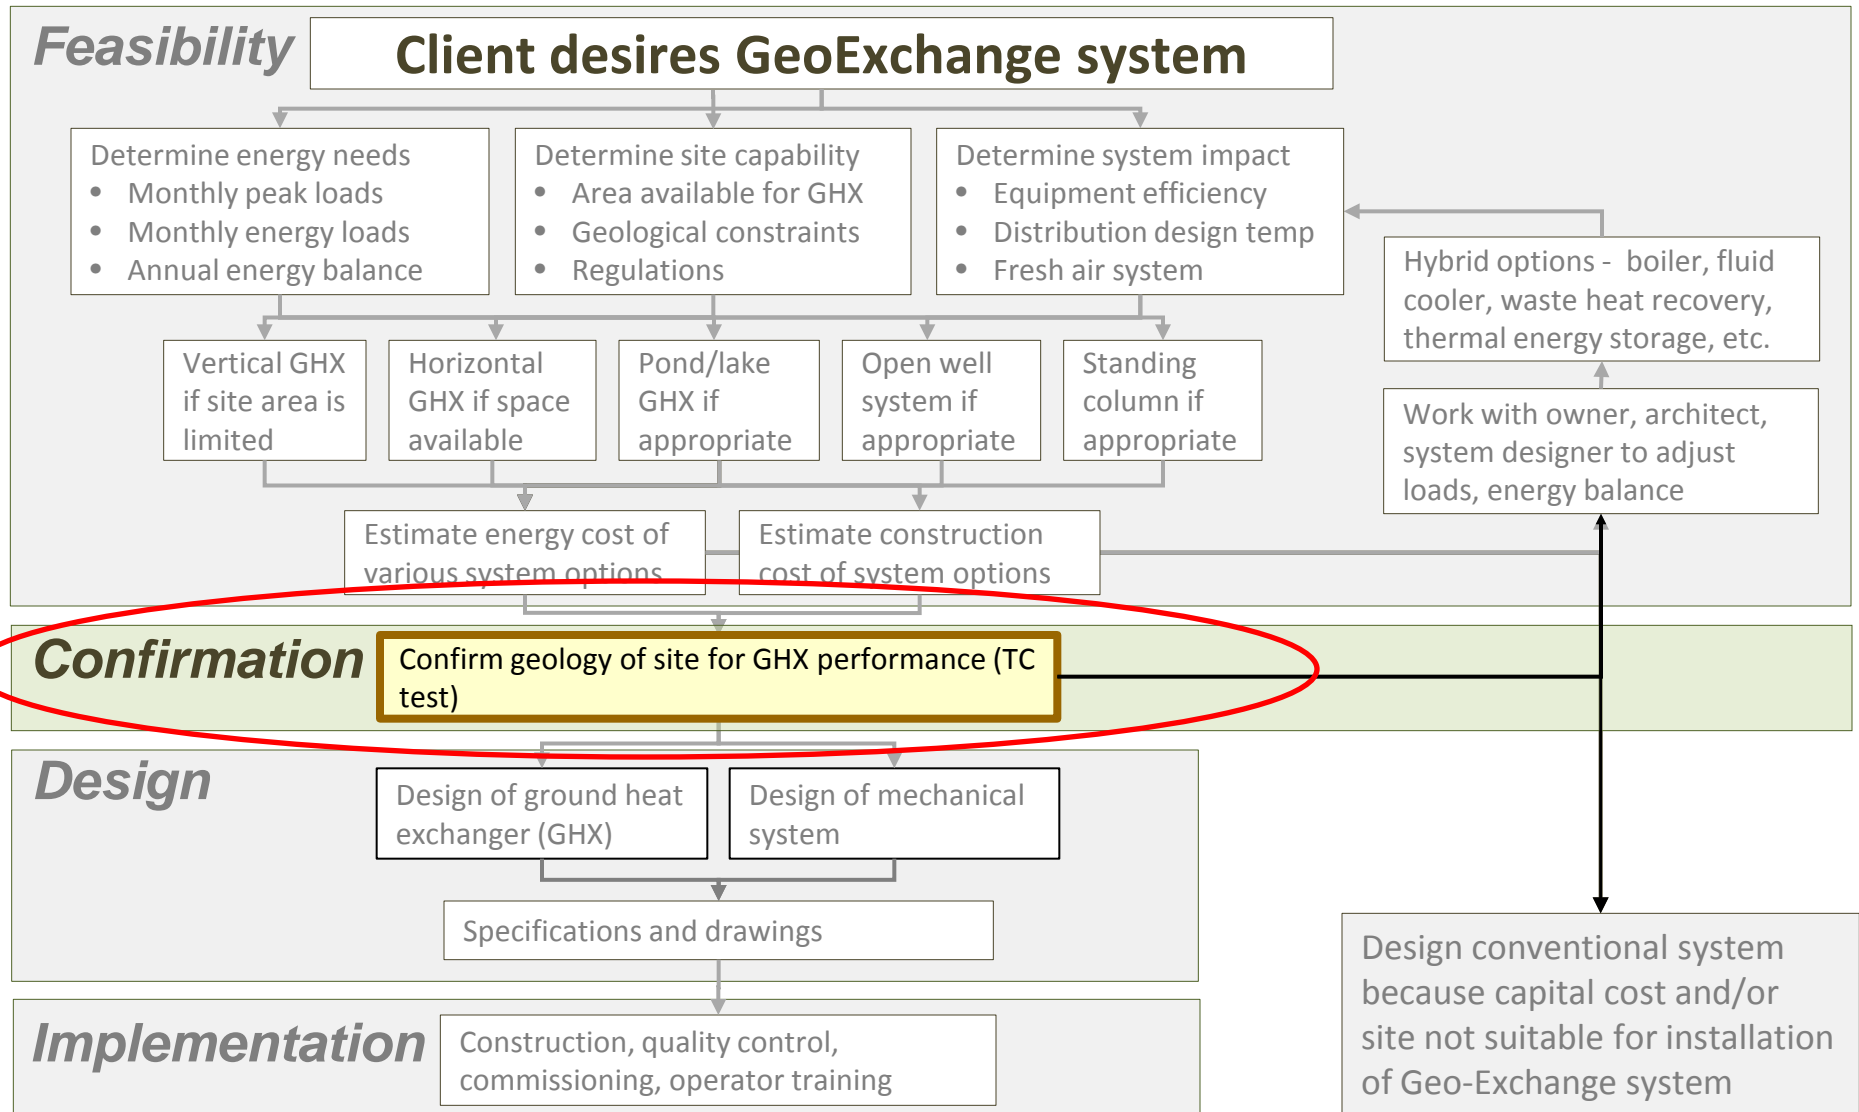 Feasibility
Client desires GeoExchange system
Determine energy needs
• Monthly peak loads
• Monthly energy loads
• Annual energy balance
Determine site capability
• Area available for GHX
• Geological constraints
• Regulations
Determine system impact
• Equipment efficiency
• Distribution design temp
• Fresh air system
Hybrid options - boiler, fluid
cooler, waste heat recovery,
thermal energy storage, etc.
Vertical GHX
if site area is
limited
Horizontal
GHX if space
available
Pond/lake
GHX if
appropriate
Open well
system if
appropriate
Standing
column if
appropriate
Work with owner, architect,
system designer to adjust
loads, energy balance
Estimate energy cost of
various system options
Estimate construction
cost of system options
Confirmation
Confirm geology of site for GHX performance (TC
test)
Design
Design of ground heat
exchanger (GHX)
Design of mechanical
system
Specifications and drawings
Design conventional system
because capital cost and/or
site not suitable for installation
of Geo-Exchange system
Implementation
Construction, quality control,
commissioning, operator training